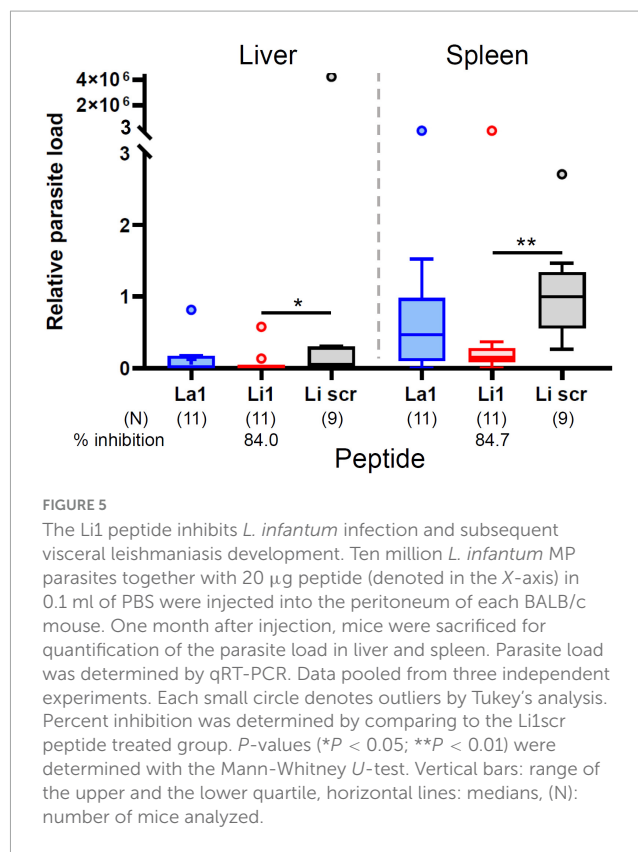 Liver Spleen
4×10⁶
2×10⁶
3
3
2
1
0
Relative parasite load
*
**
La1 Li1 Li scr La1 Li1 Li scr
(N) (11) (11) (9) (11) (11) (9)
% inhibition 84.0 84.7
Peptide
FIGURE 5
The Li1 peptide inhibits L. infantum infection and subsequent
visceral leishmaniasis development. Ten million L. infantum MP
parasites together with 20 μg peptide (denoted in the X-axis) in
0.1 ml of PBS were injected into the peritoneum of each BALB/c
mouse. One month after injection, mice were sacrificed for
quantification of the parasite load in liver and spleen. Parasite load
was determined by qRT-PCR. Data pooled from three independent
experiments. Each small circle denotes outliers by Tukey's analysis.
Percent inhibition was determined by comparing to the Li1scr
peptide treated group. P-values (*P < 0.05; **P < 0.01) were
determined with the Mann-Whitney U-test. Vertical bars: range of
the upper and the lower quartile, horizontal lines: medians, (N):
number of mice analyzed.